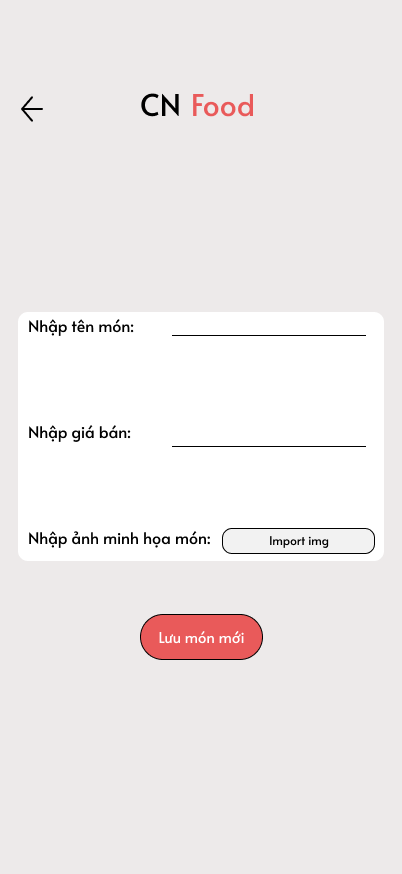 CN Food
Nhập tên món:
Nhập giá bán:
Nhập ảnh minh họa món:
Import img
Lưu món mới